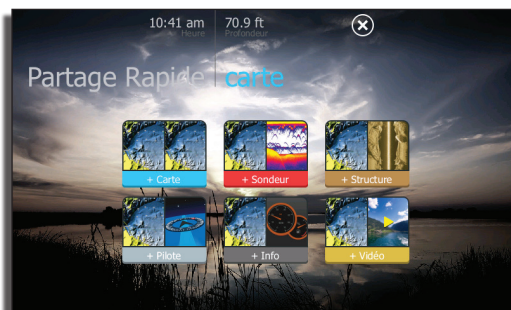 10:41 am
Heure
70.9 ft
Profondeur
Partage Rapide carte
+ Carte
+ Sondeur
+ Structure
+ Pilote
+ Info
+ Vidéo